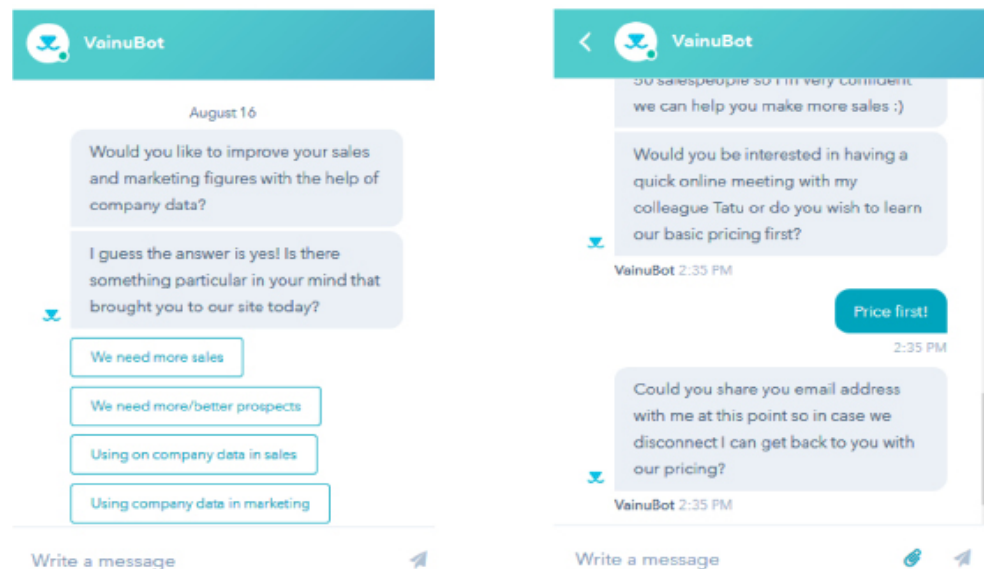 VainuBot
August 16
Would you like to improve your sales
and marketing figures with the help of
company data?
I guess the answer is yes! Is there
something particular in your mind that
brought you to our site today?
We need more sales
We need more/better prospects
Using on company data in sales
Using company data in marketing
Write a message
VainuBot
50 salespeople so I'm very confident
we can help you make more sales :)
Would you be interested in having a
quick online meeting with my
colleague Tatu or do you wish to learn
our basic pricing first?
VainuBot 2:35 PM
Price first!
2:35 PM
Could you share you email address
with me at this point so in case we
disconnect I can get back to you with
our pricing?
VainuBot 2:35 PM
Write a message